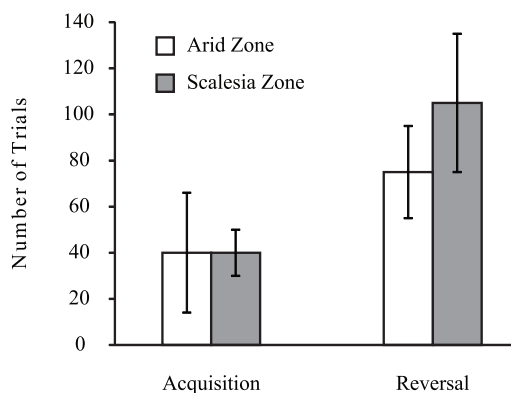 Number of Trials
140
120
100
80
60
40
20
0
Arid Zone
Scalesia Zone
Acquisition
Reversal